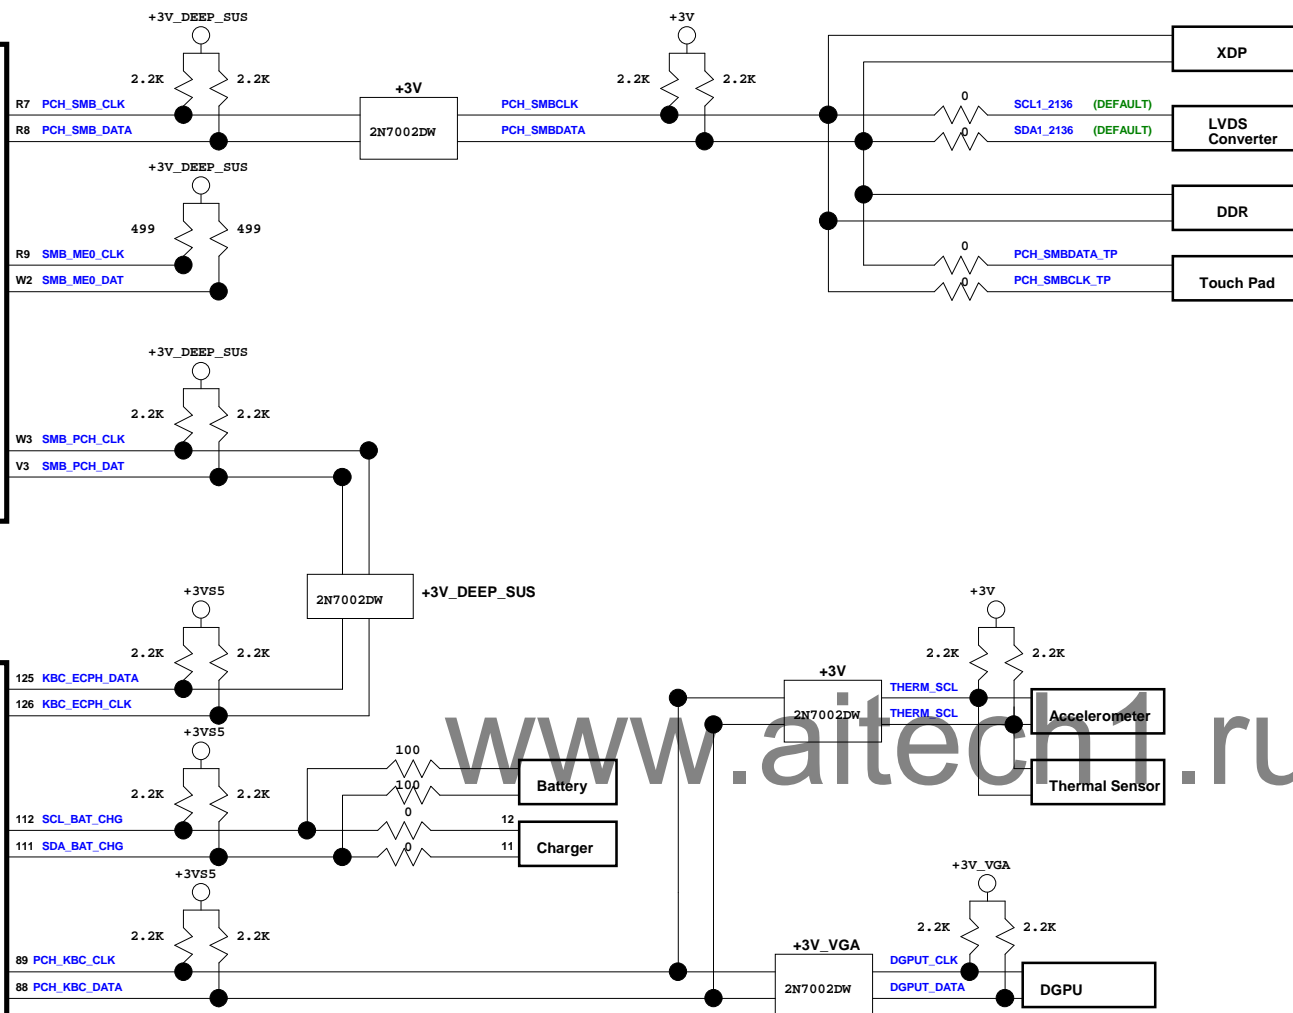 +3V_DEEP_SUS
+3V
2.2K 2.2K
2.2K 2.2K
XDP
+3V
R7 PCH_SMB_CLK
PCH_SMBCLK
0
SCL1_2136 (DEFAULT)
R8 PCH_SMB_DATA
2N7002DW
PCH_SMBDATA
0
SDA1_2136 (DEFAULT)
LVDS
Converter
+3V_DEEP_SUS
499 499
DDR
R9 SMB_ME0_CLK
0
PCH_SMBDATA_TP
W2 SMB_ME0_DAT
0
PCH_SMBCLK_TP
Touch Pad
+3V_DEEP_SUS
2.2K 2.2K
W3 SMB_PCH_CLK
V3 SMB_PCH_DAT
2N7002DW
+3V_DEEP_SUS
+3VS5
+3V
2.2K 2.2K
2.2K 2.2K
125 KBC_ECPH_DATA
+3V
THERM_SCL
126 KBC_ECPH_CLK
2N7002DW
THERM_SCL
Accelerometer
www.aitech1.ru
+3VS5
100
2.2K 2.2K
100
Battery
Thermal Sensor
112 SCL_BAT_CHG
0
12
111 SDA_BAT_CHG
0
11
Charger
+3VS5
+3V_VGA
2.2K 2.2K
2.2K 2.2K
+3V_VGA
89 PCH_KBC_CLK
DGPUT_CLK
88 PCH_KBC_DATA
2N7002DW
DGPUT_DATA
DGPU